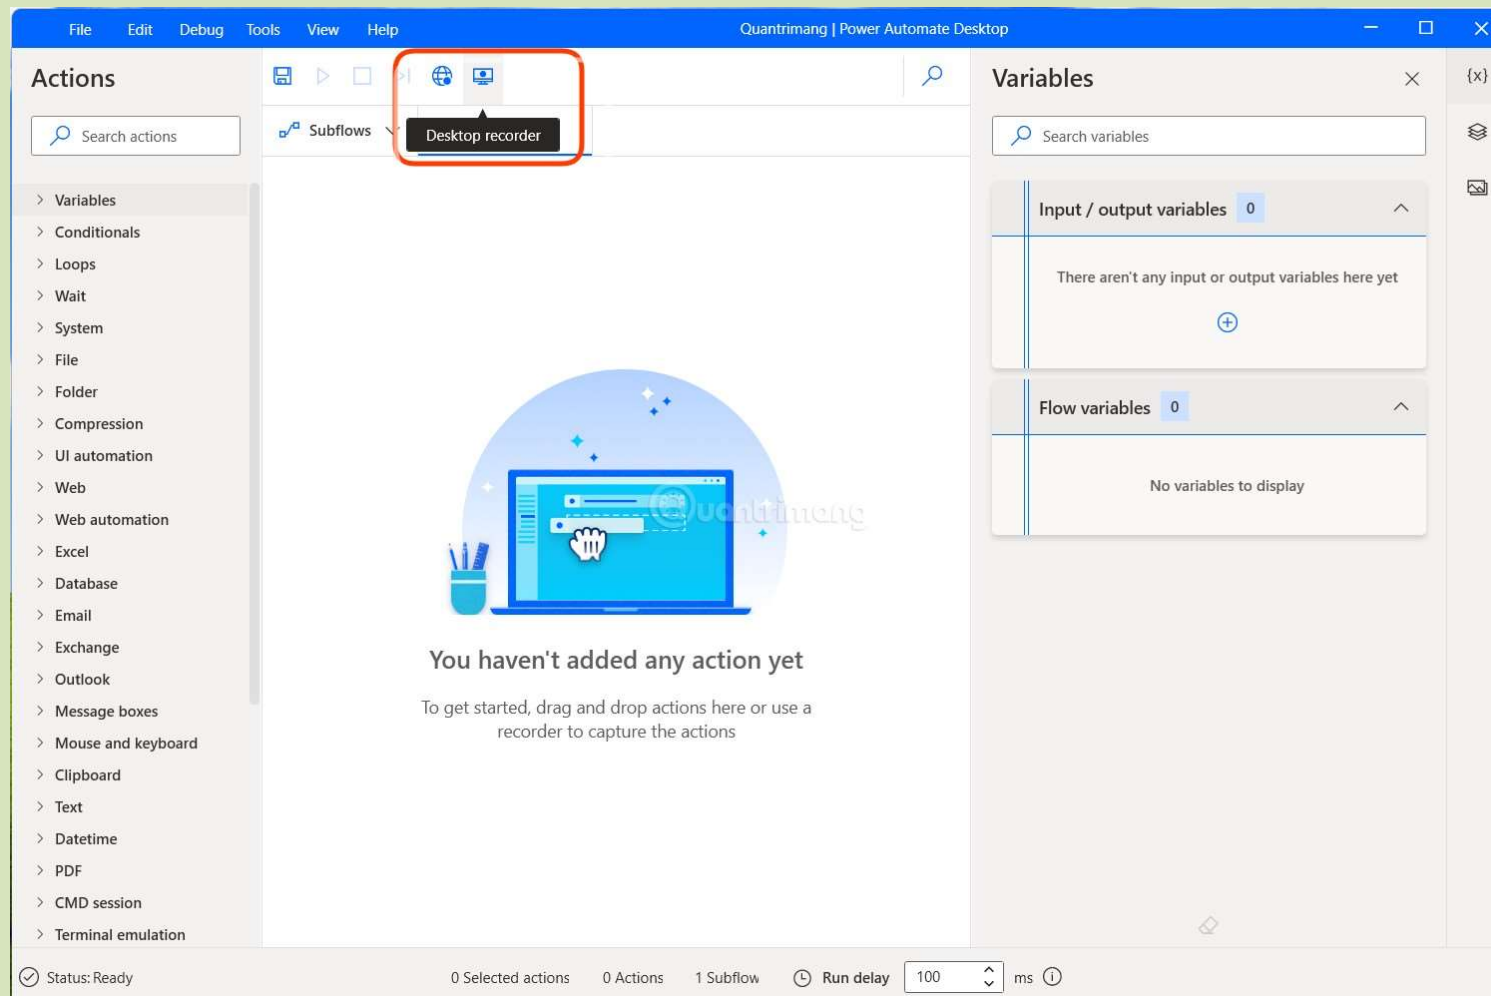 File Edit Debug Tools View Help
Quantrimang | Power Automate Desktop
Actions
Search actions
Variables
Conditionals
Loops
Wait
System
File
Folder
Compression
UI automation
Web
Web automation
Excel
Database
Email
Exchange
Outlook
Message boxes
Mouse and keyboard
Clipboard
Text
Datetime
PDF
CMD session
Terminal emulation
Subflows
Desktop recorder
Quantrimang
You haven't added any action yet
To get started, drag and drop actions here or use a
recorder to capture the actions
Variables
{x}
Search variables
Input / output variables 0
There aren't any input or output variables here yet
Flow variables 0
No variables to display
Status: Ready
0 Selected actions
0 Actions
1 Subflow
Run delay
100
ms